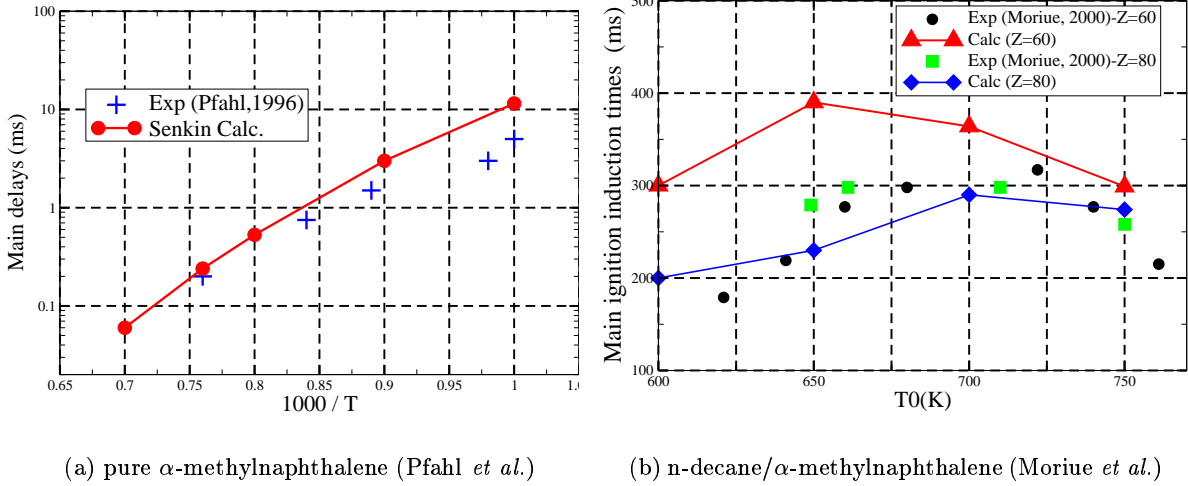 100
10
1
0.1
Main delays (ms)
Exp (Pfahl,1996)
Senkin Calc.
0.65 0.7 0.75 0.8 0.85 0.9 0.95 1 1.0
1000 / T
500
400
300
200
100
Main ignition induction times (ms)
Exp (Moriue, 2000)-Z=60
Calc (Z=60)
Exp (Moriue, 2000)-Z=80
Calc (Z=80)
600 650 700 750
T0(K)
(a) pure α-methylnaphthalene (Pfahl et al.)
(b) n-decane/α-methylnaphthalene (Moriue et al.)